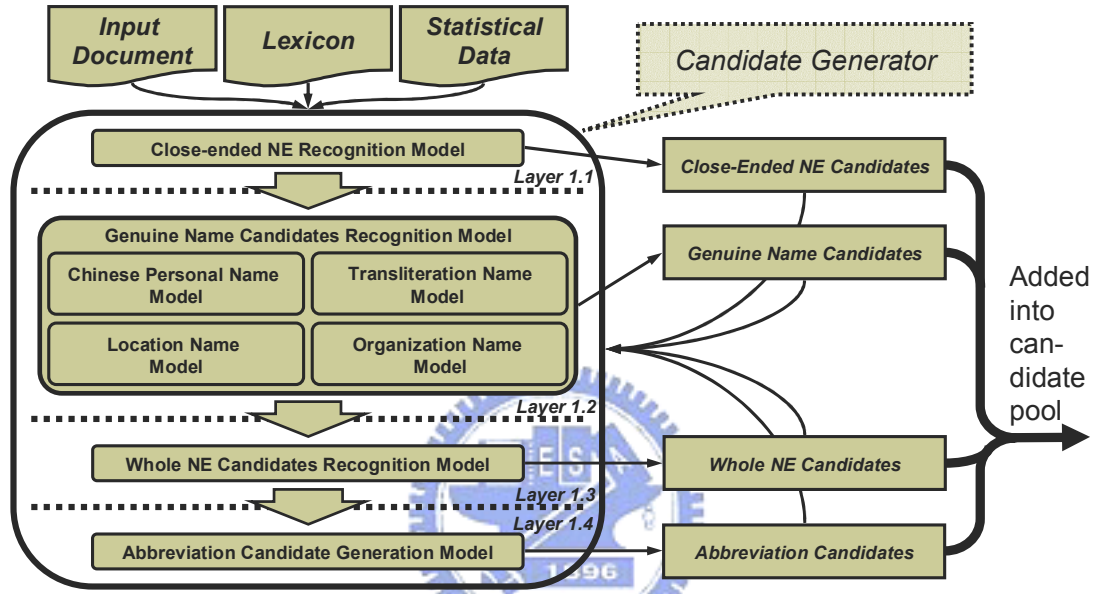 Input
Document
Lexicon
Statistical
Data
Candidate Generator
Close-ended NE Recognition Model
Close-Ended NE Candidates
Layer 1.1
Genuine Name Candidates Recognition Model
Genuine Name Candidates
Chinese Personal Name
Model
Transliteration Name
Model
Location Name
Model
Organization Name
Model
Added
into
can-
didate
pool
Layer 1.2
Whole NE Candidates Recognition Model
Whole NE Candidates
Layer 1.3
Layer 1.4
Abbreviation Candidate Generation Model
Abbreviation Candidates
1896